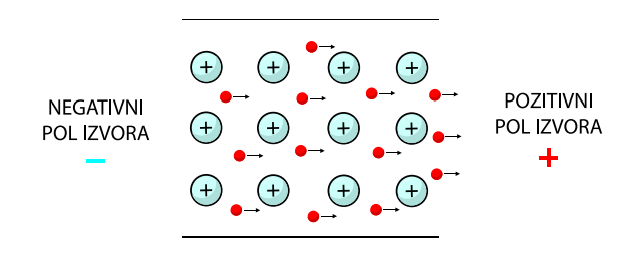 NEGATIVNI
POL IZVORA
POZITIVNI
POL IZVORA